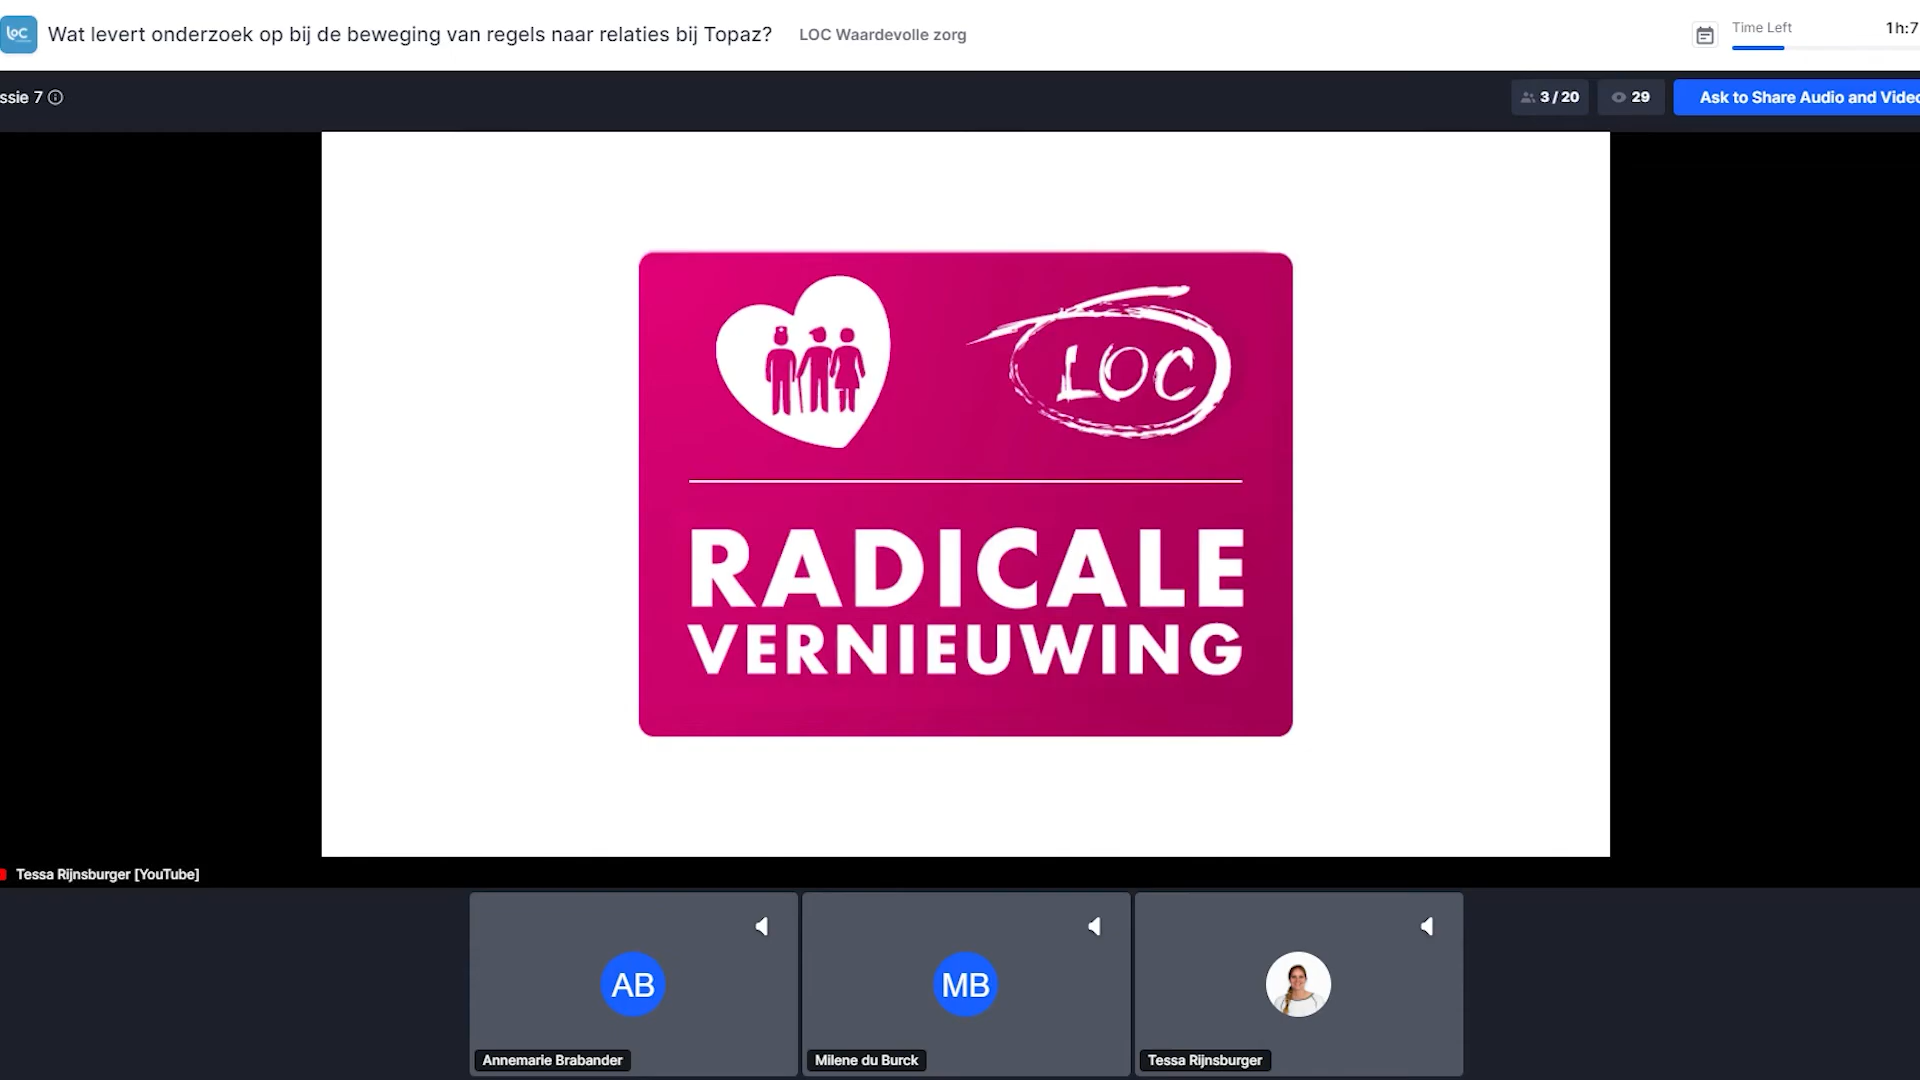 LOC
Wat levert onderzoek op bij de beweging van regels naar relaties bij Topaz?
LOC Waardevolle zorg
Time Left
1h:7
ssie 7
3 / 20
29
Ask to Share Audio and Video
LOC
RADICALE
VERNIEUWING
Tessa Rijnsburger [YouTube]
AB
MB
Annemarie Brabander
Milene du Burck
Tessa Rijnsburger